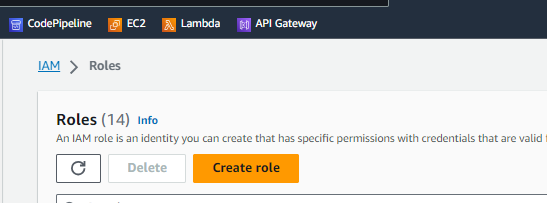 CodePipeline EC2 Lambda API Gateway
IAM > Roles
Roles (14) Info
An IAM role is an identity you can create that has specific permissions with credentials that are valid
Delete Create role